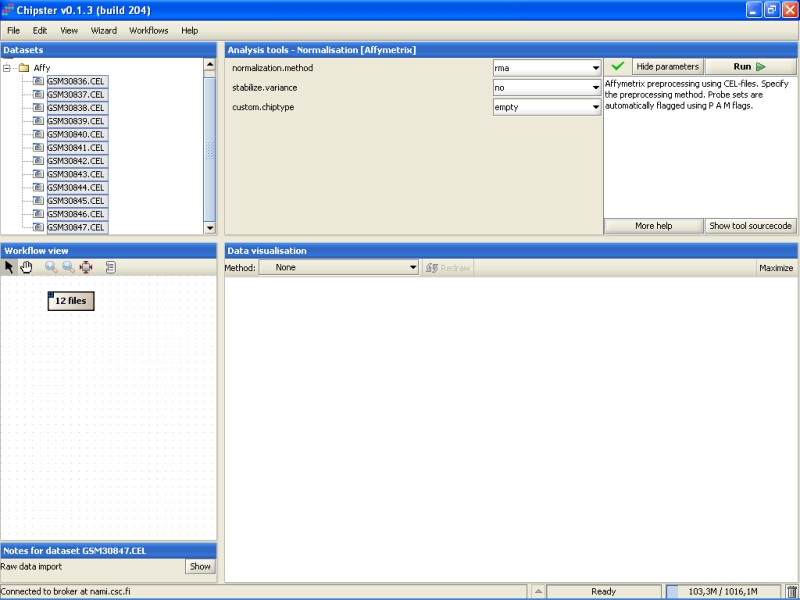 Chipster v0.1.3 (build 204)
File Edit View Wizard Workflows Help
Datasets
Affy
GSM30836.CEL
GSM30837.CEL
GSM30838.CEL
GSM30839.CEL
GSM30840.CEL
GSM30841.CEL
GSM30842.CEL
GSM30843.CEL
GSM30844.CEL
GSM30845.CEL
GSM30846.CEL
GSM30847.CEL
Analysis tools - Normalisation [Affymetrix]
normalization.method rma
stabilize.variance no
custom.chiptype empty
Hide parameters Run
Affymetrix preprocessing using CEL-files. Specify
the preprocessing method. Probe sets are
automatically flagged using P A M flags.
More help Show tool sourcecode
Workflow view
12 files
Data visualisation
Method: None Redraw Maximize
Notes for dataset GSM30847.CEL
Raw data import Show
Connected to broker at nami.csc.fi Ready 103,3M / 1016,1M